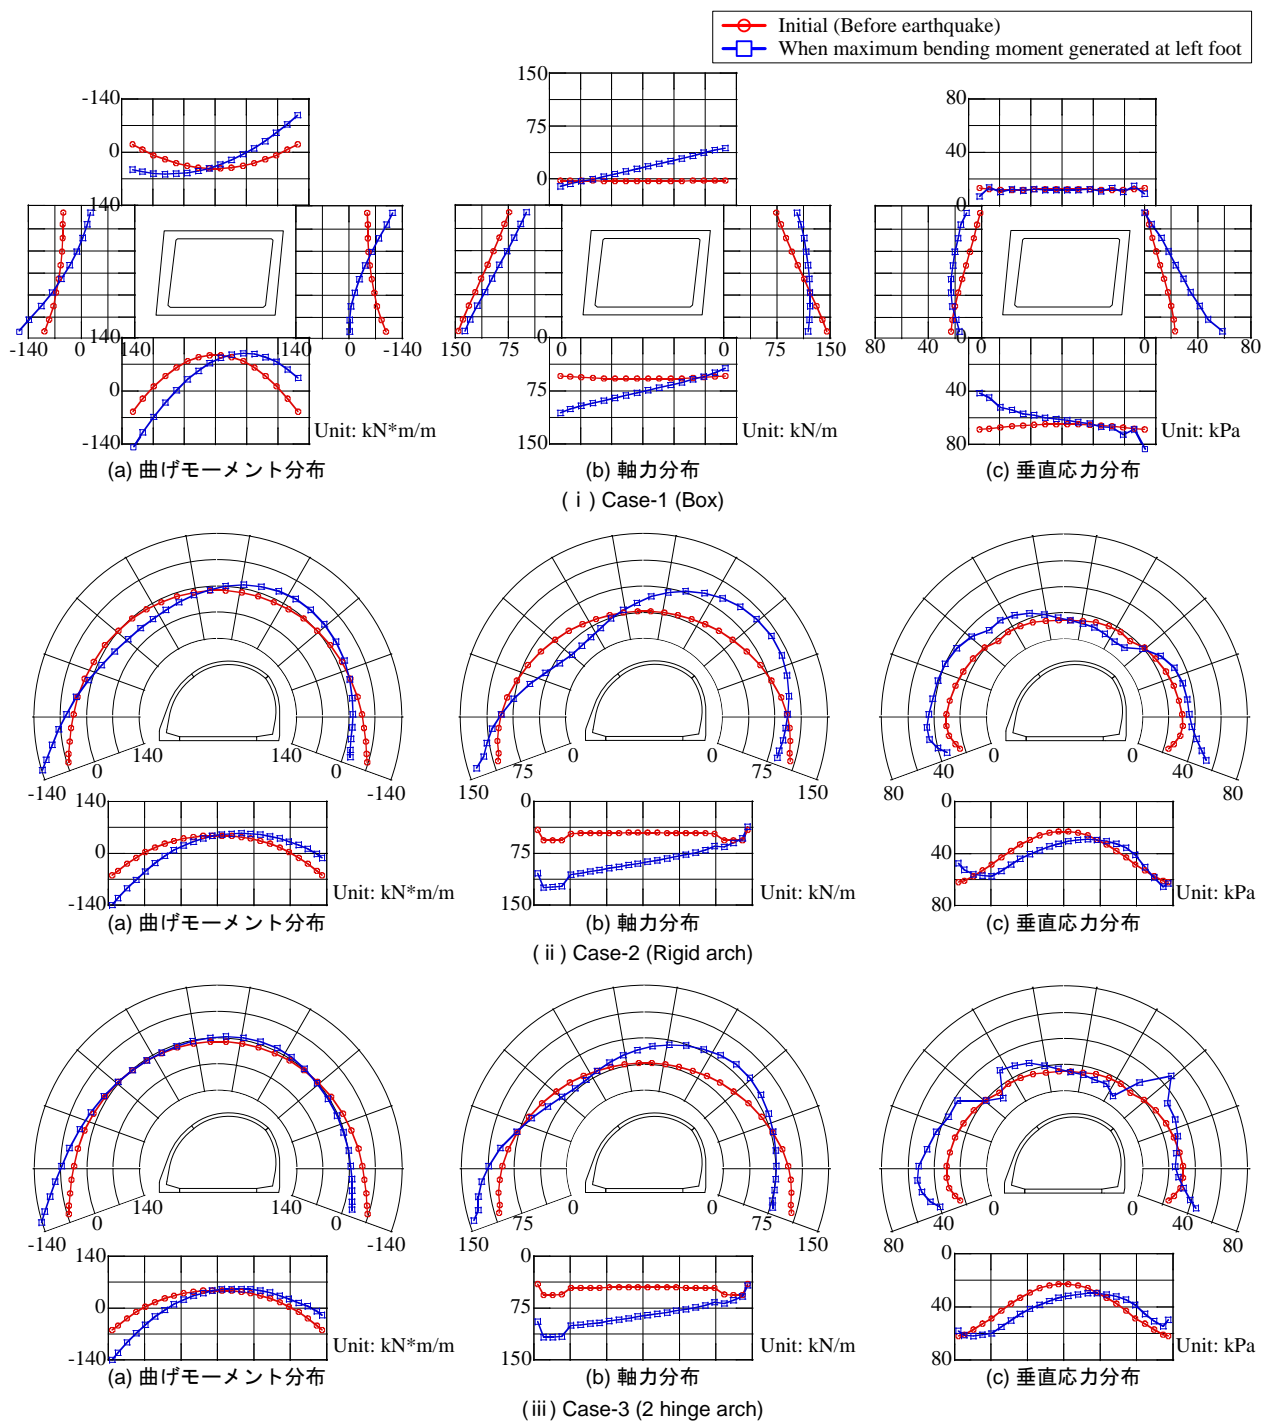 Initial (Before earthquake)
When maximum bending moment generated at left foot
-140
0
140
-140 0
140
0
-140
140 140
0 -140
Unit: kN*m/m
(a) 曲げモーメント分布
150
75
0
150 75 0
0
75
150
75 150
Unit: kN/m
(b) 軸力分布
80
40
0
80 40 0
0 40 80
40
80
Unit: kPa
(c) 垂直応力分布
(ⅰ) Case-1 (Box)
-140 0 140 140 0 -140
140
0
-140
Unit: kN*m/m
(a) 曲げモーメント分布
150 75 0 0 75 150
0
75
150
Unit: kN/m
(b) 軸力分布
80 40 0 0 40 80
0
40
80
Unit: kPa
(c) 垂直応力分布
(ⅱ) Case-2 (Rigid arch)
-140 0 140 140 0 -140
140
0
-140
Unit: kN*m/m
(a) 曲げモーメント分布
150 75 0 0 75 150
0
75
150
Unit: kN/m
(b) 軸力分布
80 40 0 0 40 80
0
40
80
Unit: kPa
(c) 垂直応力分布
(ⅲ) Case-3 (2 hinge arch)